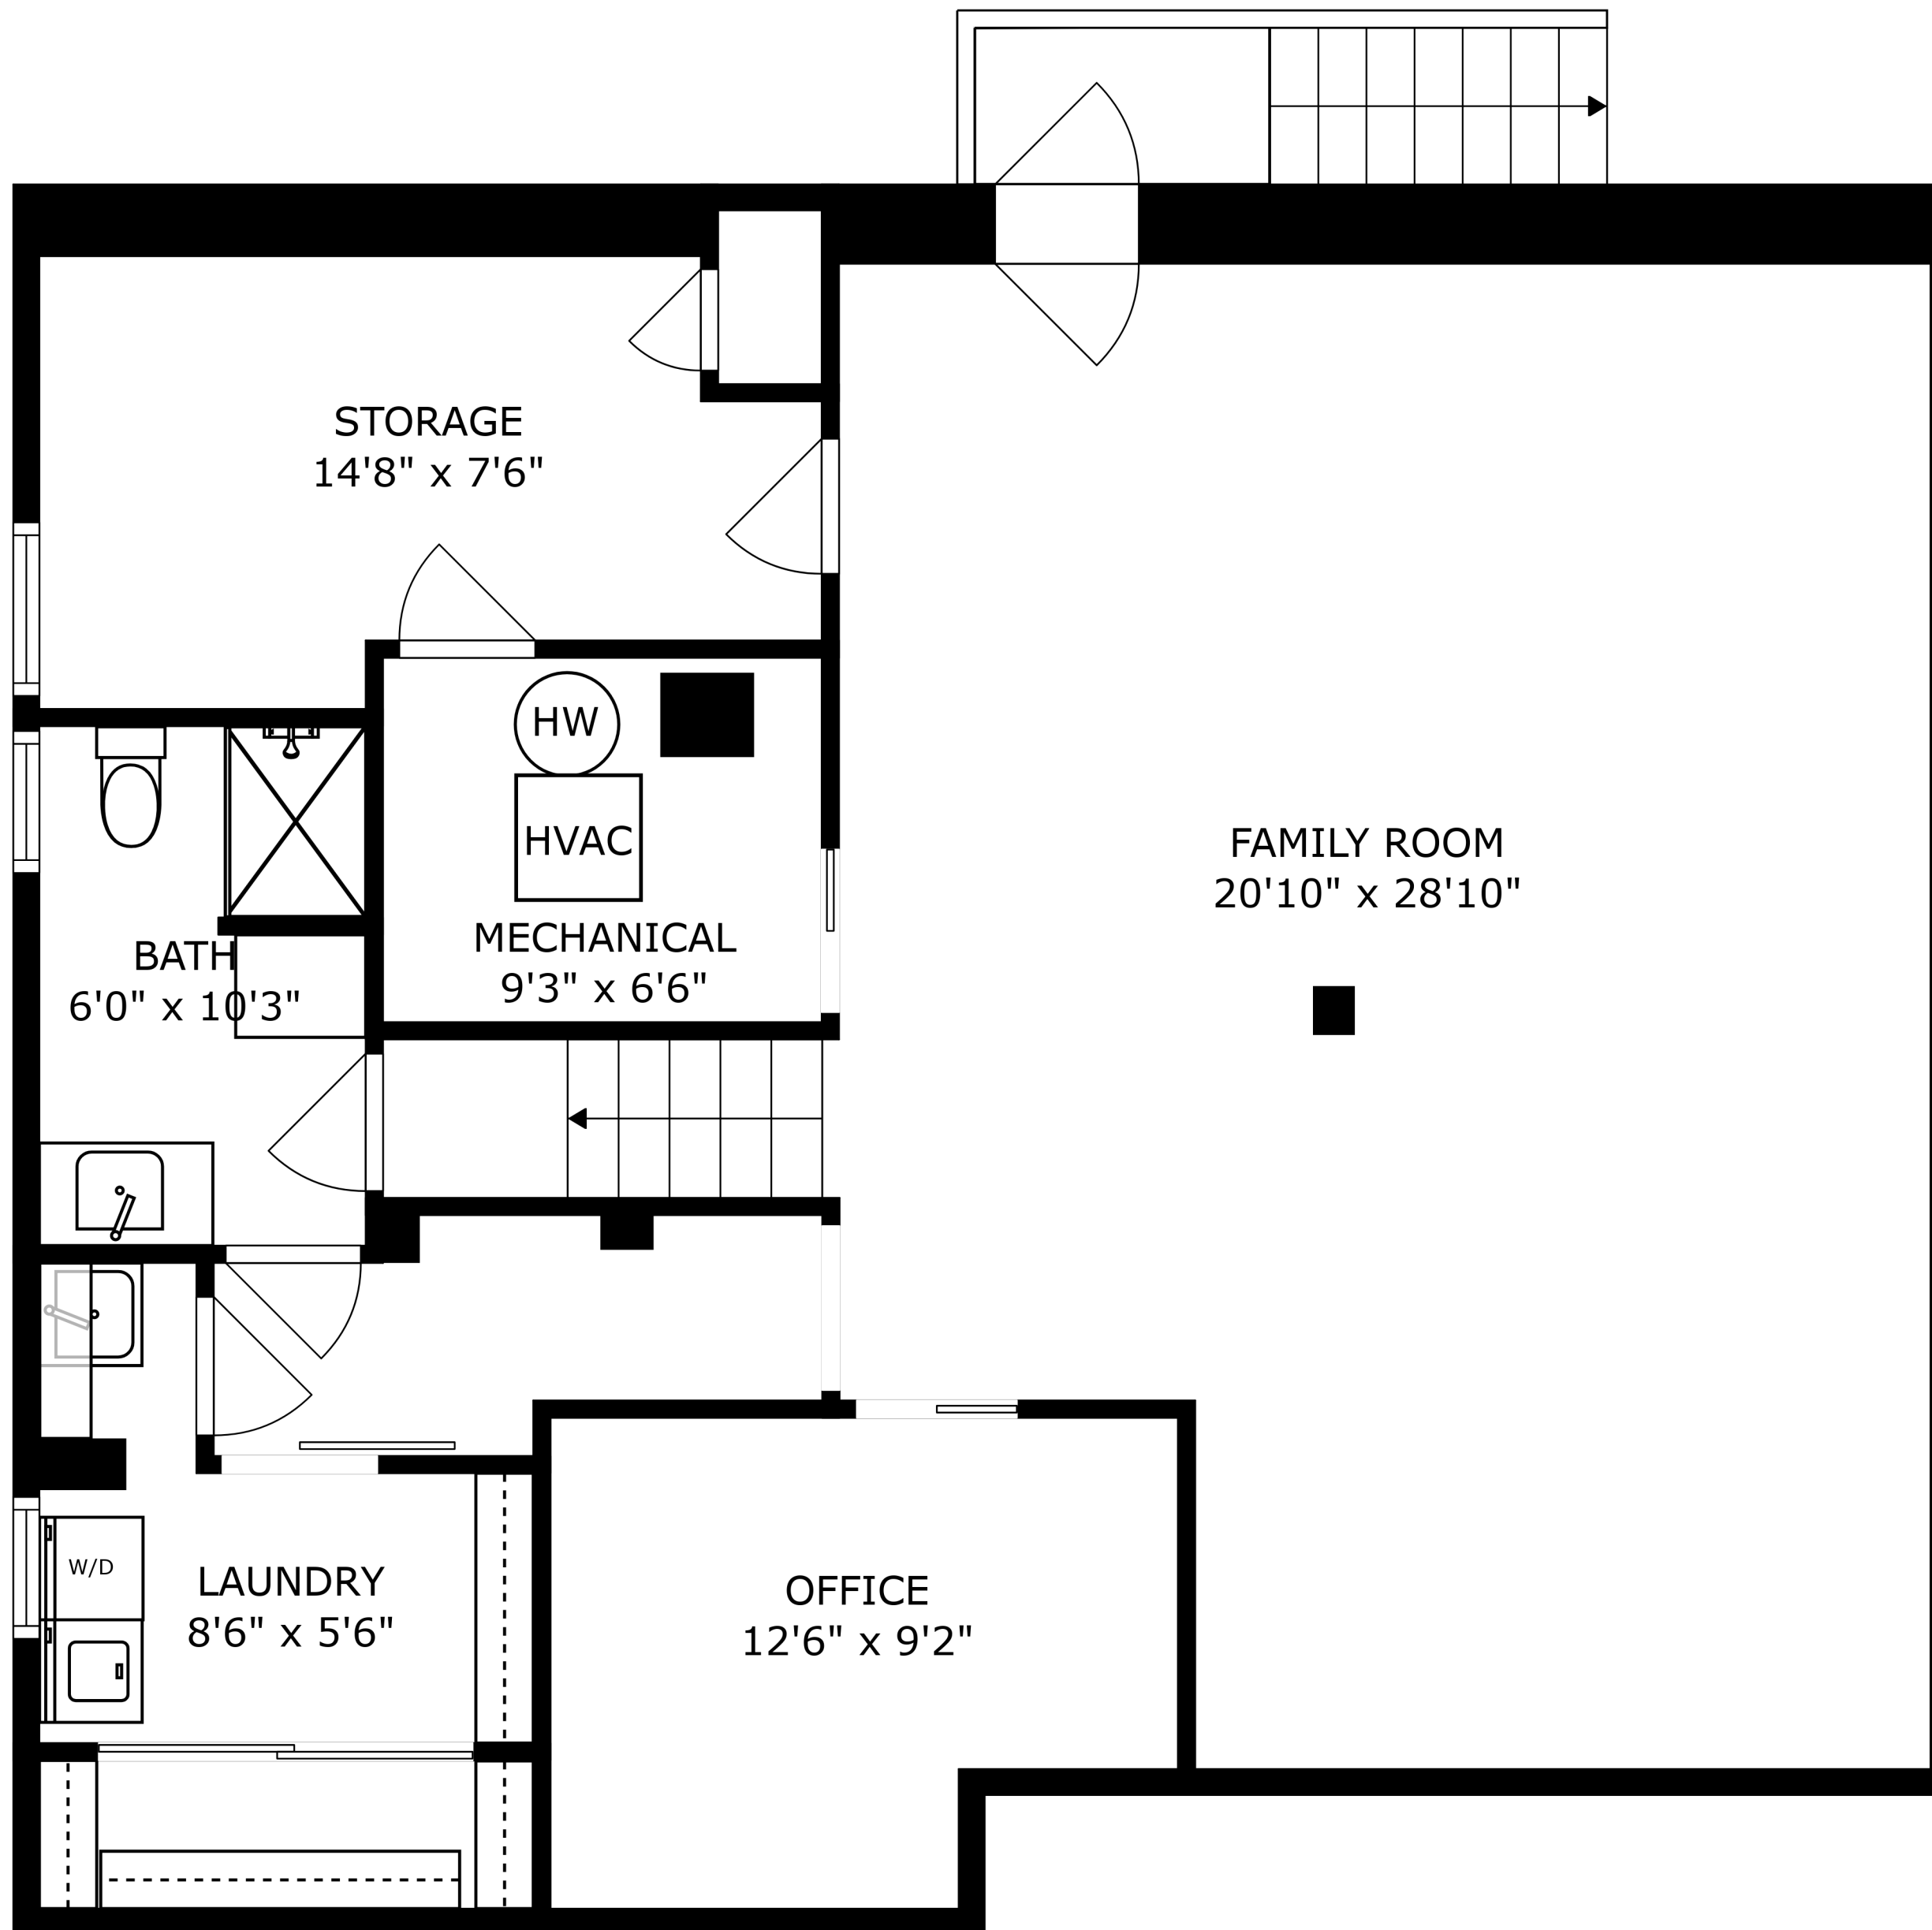 STORAGE
14'8" x 7'6"
HW
HVAC
MECHANICAL
9'3" x 6'6"
FAMILY ROOM
20'10" x 28'10"
BATH
6'0" x 10'3"
W/D
LAUNDRY
8'6" x 5'6"
OFFICE
12'6" x 9'2"